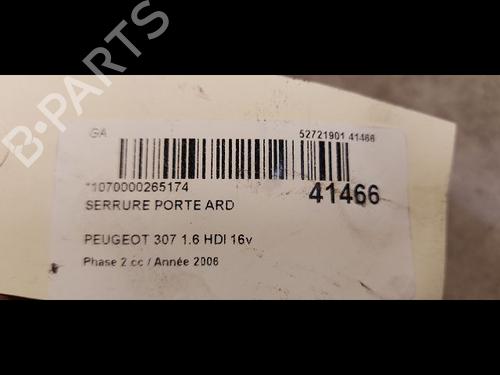 B-PARTS
GA
52721901 41466
*1070000265174
41466
SERRURE PORTE ARD
PEUGEOT 307 1.6 HDI 16v
Phase 2 cc / Année 2006